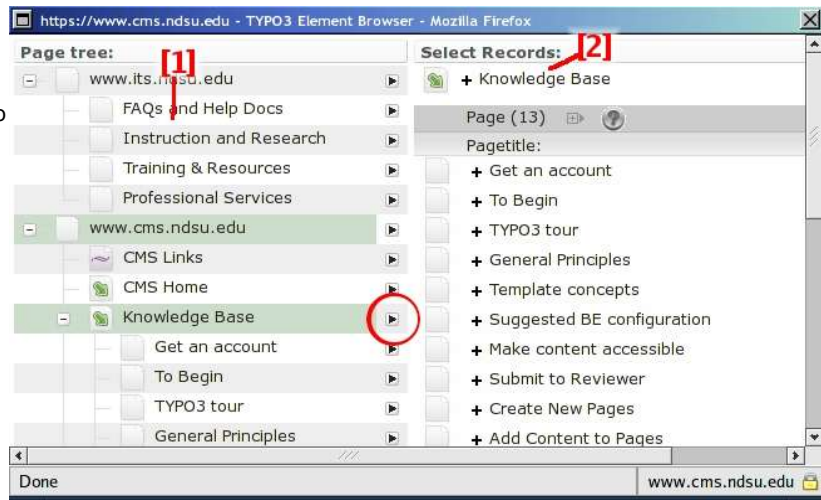 https://www.cms.ndsu.edu - TYPO3 Element Browser - Mozilla Firefox
Page tree:
[1]
www.its.ndsu.edu
FAQs and Help Docs
Instruction and Research
Training & Resources
Professional Services
www.cms.ndsu.edu
CMS Links
CMS Home
Knowledge Base
Get an account
To Begin
TYPO3 tour
General Principles
Select Records:
[2]
+ Knowledge Base
Page (13)
Pagetitle:
+ Get an account
+ To Begin
+ TYPO3 tour
+ General Principles
+ Template concepts
+ Suggested BE configuration
+ Make content accessible
+ Submit to Reviewer
+ Create New Pages
+ Add Content to Pages
Done
www.cms.ndsu.edu